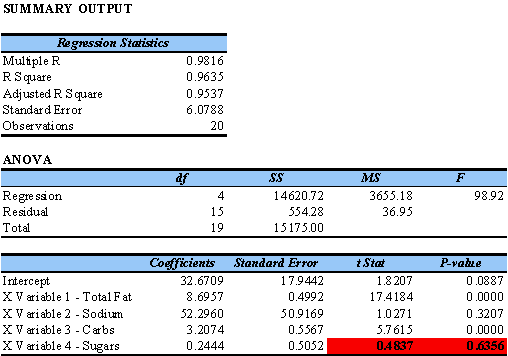 SUMMARY OUTPUT
Regression Statistics
Multiple R 0.9816
R Square 0.9635
Adjusted R Square 0.9537
Standard Error 6.0788
Observations 20
ANOVA
df SS MS F
Regression 4 14620.72 3655.18 98.92
Residual 15 554.28 36.95
Total 19 15175.00
Coefficients Standard Error t Stat P-value
Intercept 32.6709 17.9442 1.8207 0.0887
X Variable 1 - Total Fat 8.6957 0.4992 17.4184 0.0000
X Variable 2 - Sodium 52.2960 50.9169 1.0271 0.3207
X Variable 3 - Carbs 3.2074 0.5567 5.7615 0.0000
X Variable 4 - Sugars 0.2444 0.5052 0.4837 0.6356